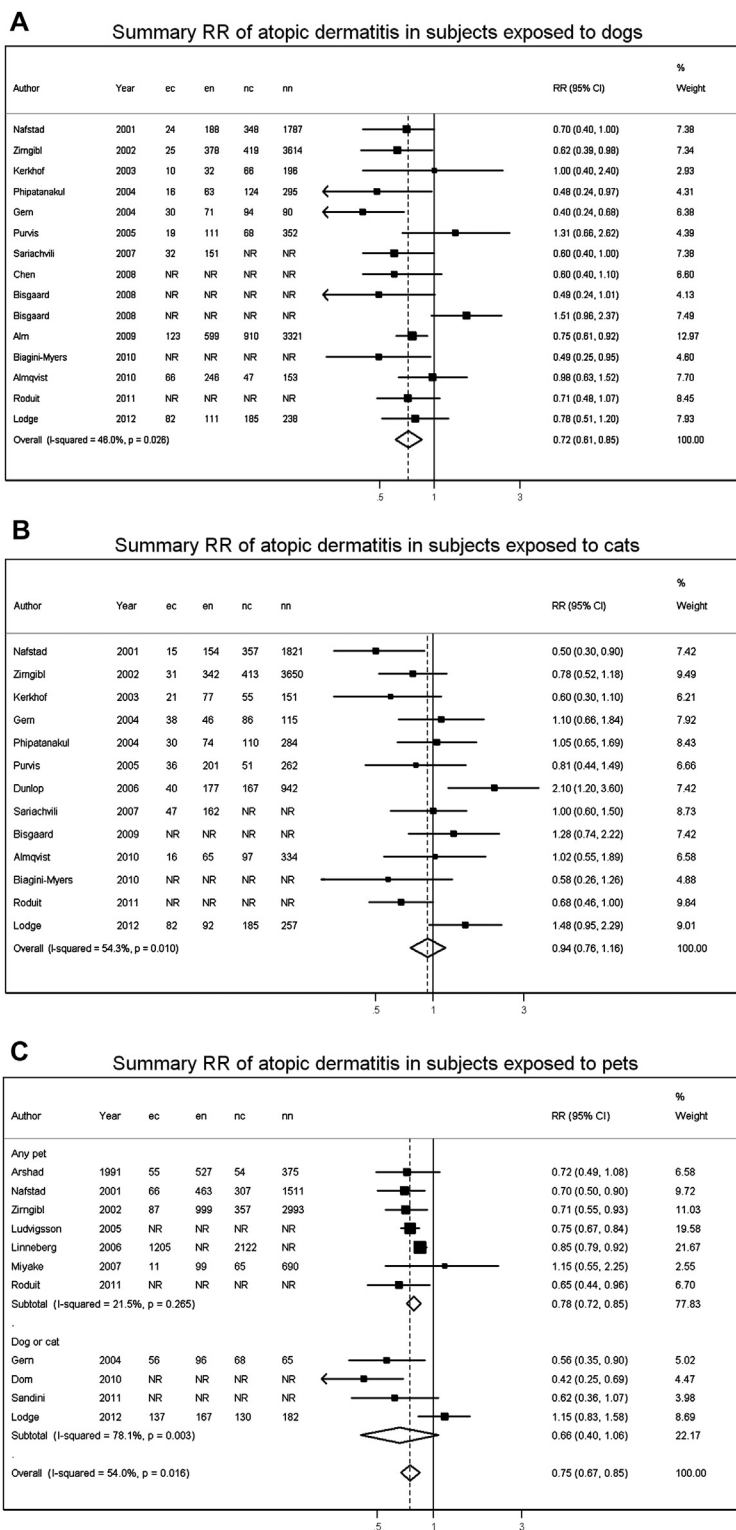 A
Summary RR of atopic dermatitis in subjects exposed to dogs
%
Author Year ec en nc nn RR (95% CI) Weight
Nafstad 2001 24 188 348 1787 0.70 (0.40, 1.00) 7.38
Zirngibl 2002 25 378 419 3614 0.62 (0.39, 0.98) 7.34
Kerkhof 2003 10 32 66 196 1.00 (0.40, 2.40) 2.93
Phipatanakul 2004 16 63 124 295 0.48 (0.24, 0.97) 4.31
Gern 2004 30 71 94 90 0.40 (0.24, 0.68) 6.38
Purvis 2005 19 111 68 352 1.31 (0.66, 2.62) 4.39
Sariachvili 2007 32 151 NR NR 0.60 (0.40, 1.00) 7.38
Chen 2008 NR NR NR NR 0.60 (0.40, 1.10) 6.60
Bisgaard 2008 NR NR NR NR 0.49 (0.24, 1.01) 4.13
Bisgaard 2008 NR NR NR NR 1.51 (0.96, 2.37) 7.49
Alm 2009 123 599 910 3321 0.75 (0.61, 0.92) 12.97
Biagini-Myers 2010 NR NR NR NR 0.49 (0.25, 0.95) 4.60
Almqvist 2010 66 246 47 153 0.98 (0.63, 1.52) 7.70
Roduit 2011 NR NR NR NR 0.71 (0.48, 1.07) 8.45
Lodge 2012 82 111 185 238 0.78 (0.51, 1.20) 7.93
Overall (I-squared = 46.0%, p = 0.026) 0.72 (0.61, 0.85) 100.00
.5 1 3
B
Summary RR of atopic dermatitis in subjects exposed to cats
%
Author Year ec en nc nn RR (95% CI) Weight
Nafstad 2001 15 154 357 1821 0.50 (0.30, 0.90) 7.42
Zirngibl 2002 31 342 413 3650 0.78 (0.52, 1.18) 9.49
Kerkhof 2003 21 77 55 151 0.60 (0.30, 1.10) 6.21
Gern 2004 38 46 86 115 1.10 (0.66, 1.84) 7.92
Phipatanakul 2004 30 74 110 284 1.05 (0.65, 1.69) 8.43
Purvis 2005 36 201 51 262 0.81 (0.44, 1.49) 6.66
Dunlop 2006 40 177 167 942 2.10 (1.20, 3.60) 7.42
Sariachvili 2007 47 162 NR NR 1.00 (0.60, 1.50) 8.73
Bisgaard 2009 NR NR NR NR 1.28 (0.74, 2.22) 7.42
Almqvist 2010 16 65 97 334 1.02 (0.55, 1.89) 6.58
Biagini-Myers 2010 NR NR NR NR 0.58 (0.26, 1.26) 4.88
Roduit 2011 NR NR NR NR 0.68 (0.46, 1.00) 9.84
Lodge 2012 82 92 185 257 1.48 (0.95, 2.29) 9.01
Overall (I-squared = 54.3%, p = 0.010) 0.94 (0.76, 1.16) 100.00
.5 1 3
C
Summary RR of atopic dermatitis in subjects exposed to pets
%
Author Year ec en nc nn RR (95% CI) Weight
Any pet
Arshad 1991 55 527 54 375 0.72 (0.49, 1.08) 6.58
Nafstad 2001 66 463 307 1511 0.70 (0.50, 0.90) 9.72
Zirngibl 2002 87 999 357 2993 0.71 (0.55, 0.93) 11.03
Ludvigsson 2005 NR NR NR NR 0.75 (0.67, 0.84) 19.58
Linneberg 2006 1205 NR 2122 NR 0.85 (0.79, 0.92) 21.67
Miyake 2007 11 99 65 690 1.15 (0.55, 2.25) 2.55
Roduit 2011 NR NR NR NR 0.65 (0.44, 0.96) 6.70
Subtotal (I-squared = 21.5%, p = 0.265) 0.78 (0.72, 0.85) 77.83
.
Dog or cat
Gern 2004 56 96 68 65 0.56 (0.35, 0.90) 5.02
Dom 2010 NR NR NR NR 0.42 (0.25, 0.69) 4.47
Sandini 2011 NR NR NR NR 0.62 (0.36, 1.07) 3.98
Lodge 2012 137 167 130 182 1.15 (0.83, 1.58) 8.69
Subtotal (I-squared = 78.1%, p = 0.003) 0.66 (0.40, 1.06) 22.17
.
Overall (I-squared = 54.0%, p = 0.016) 0.75 (0.67, 0.85) 100.00
.5 1 3